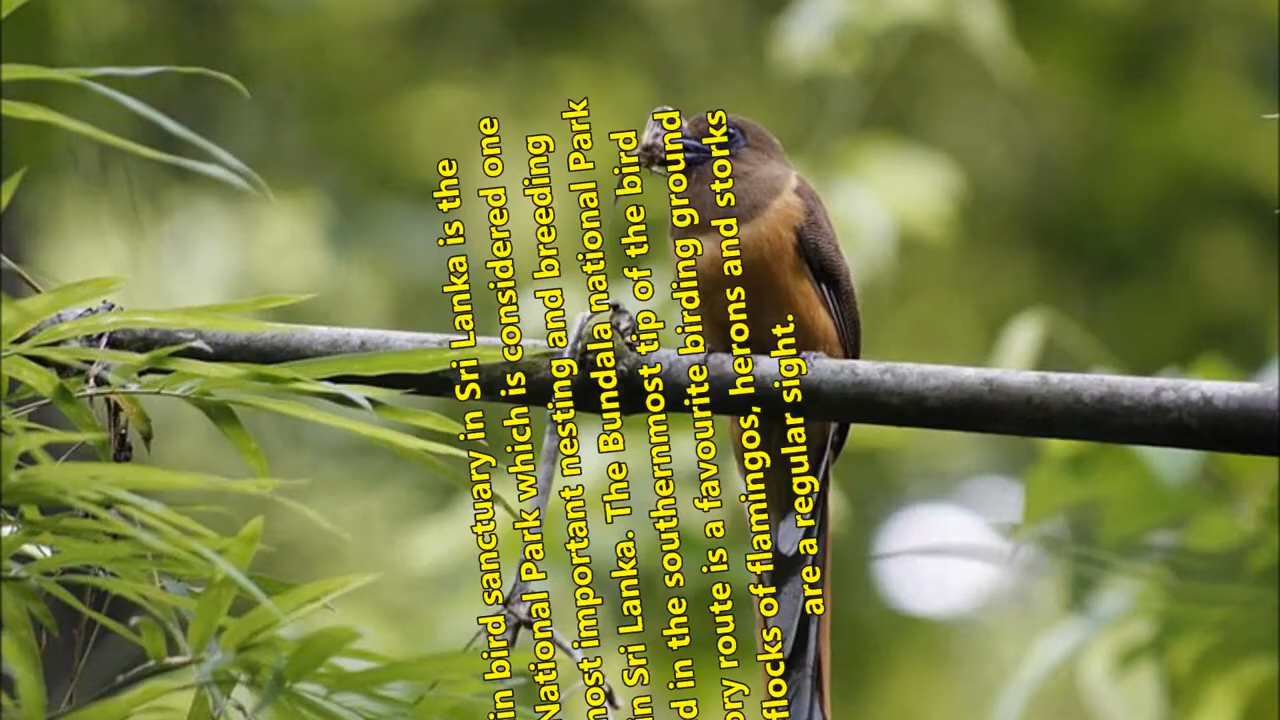 in bird sanctuary in Sri Lanka is the
National Park which is considered one
most important nesting and breeding
in Sri Lanka. The Bundala national Park
in the southernmost tip of the bird
route is a favourite birding ground
flocks of flamingos, herons and storks
are a regular sight.